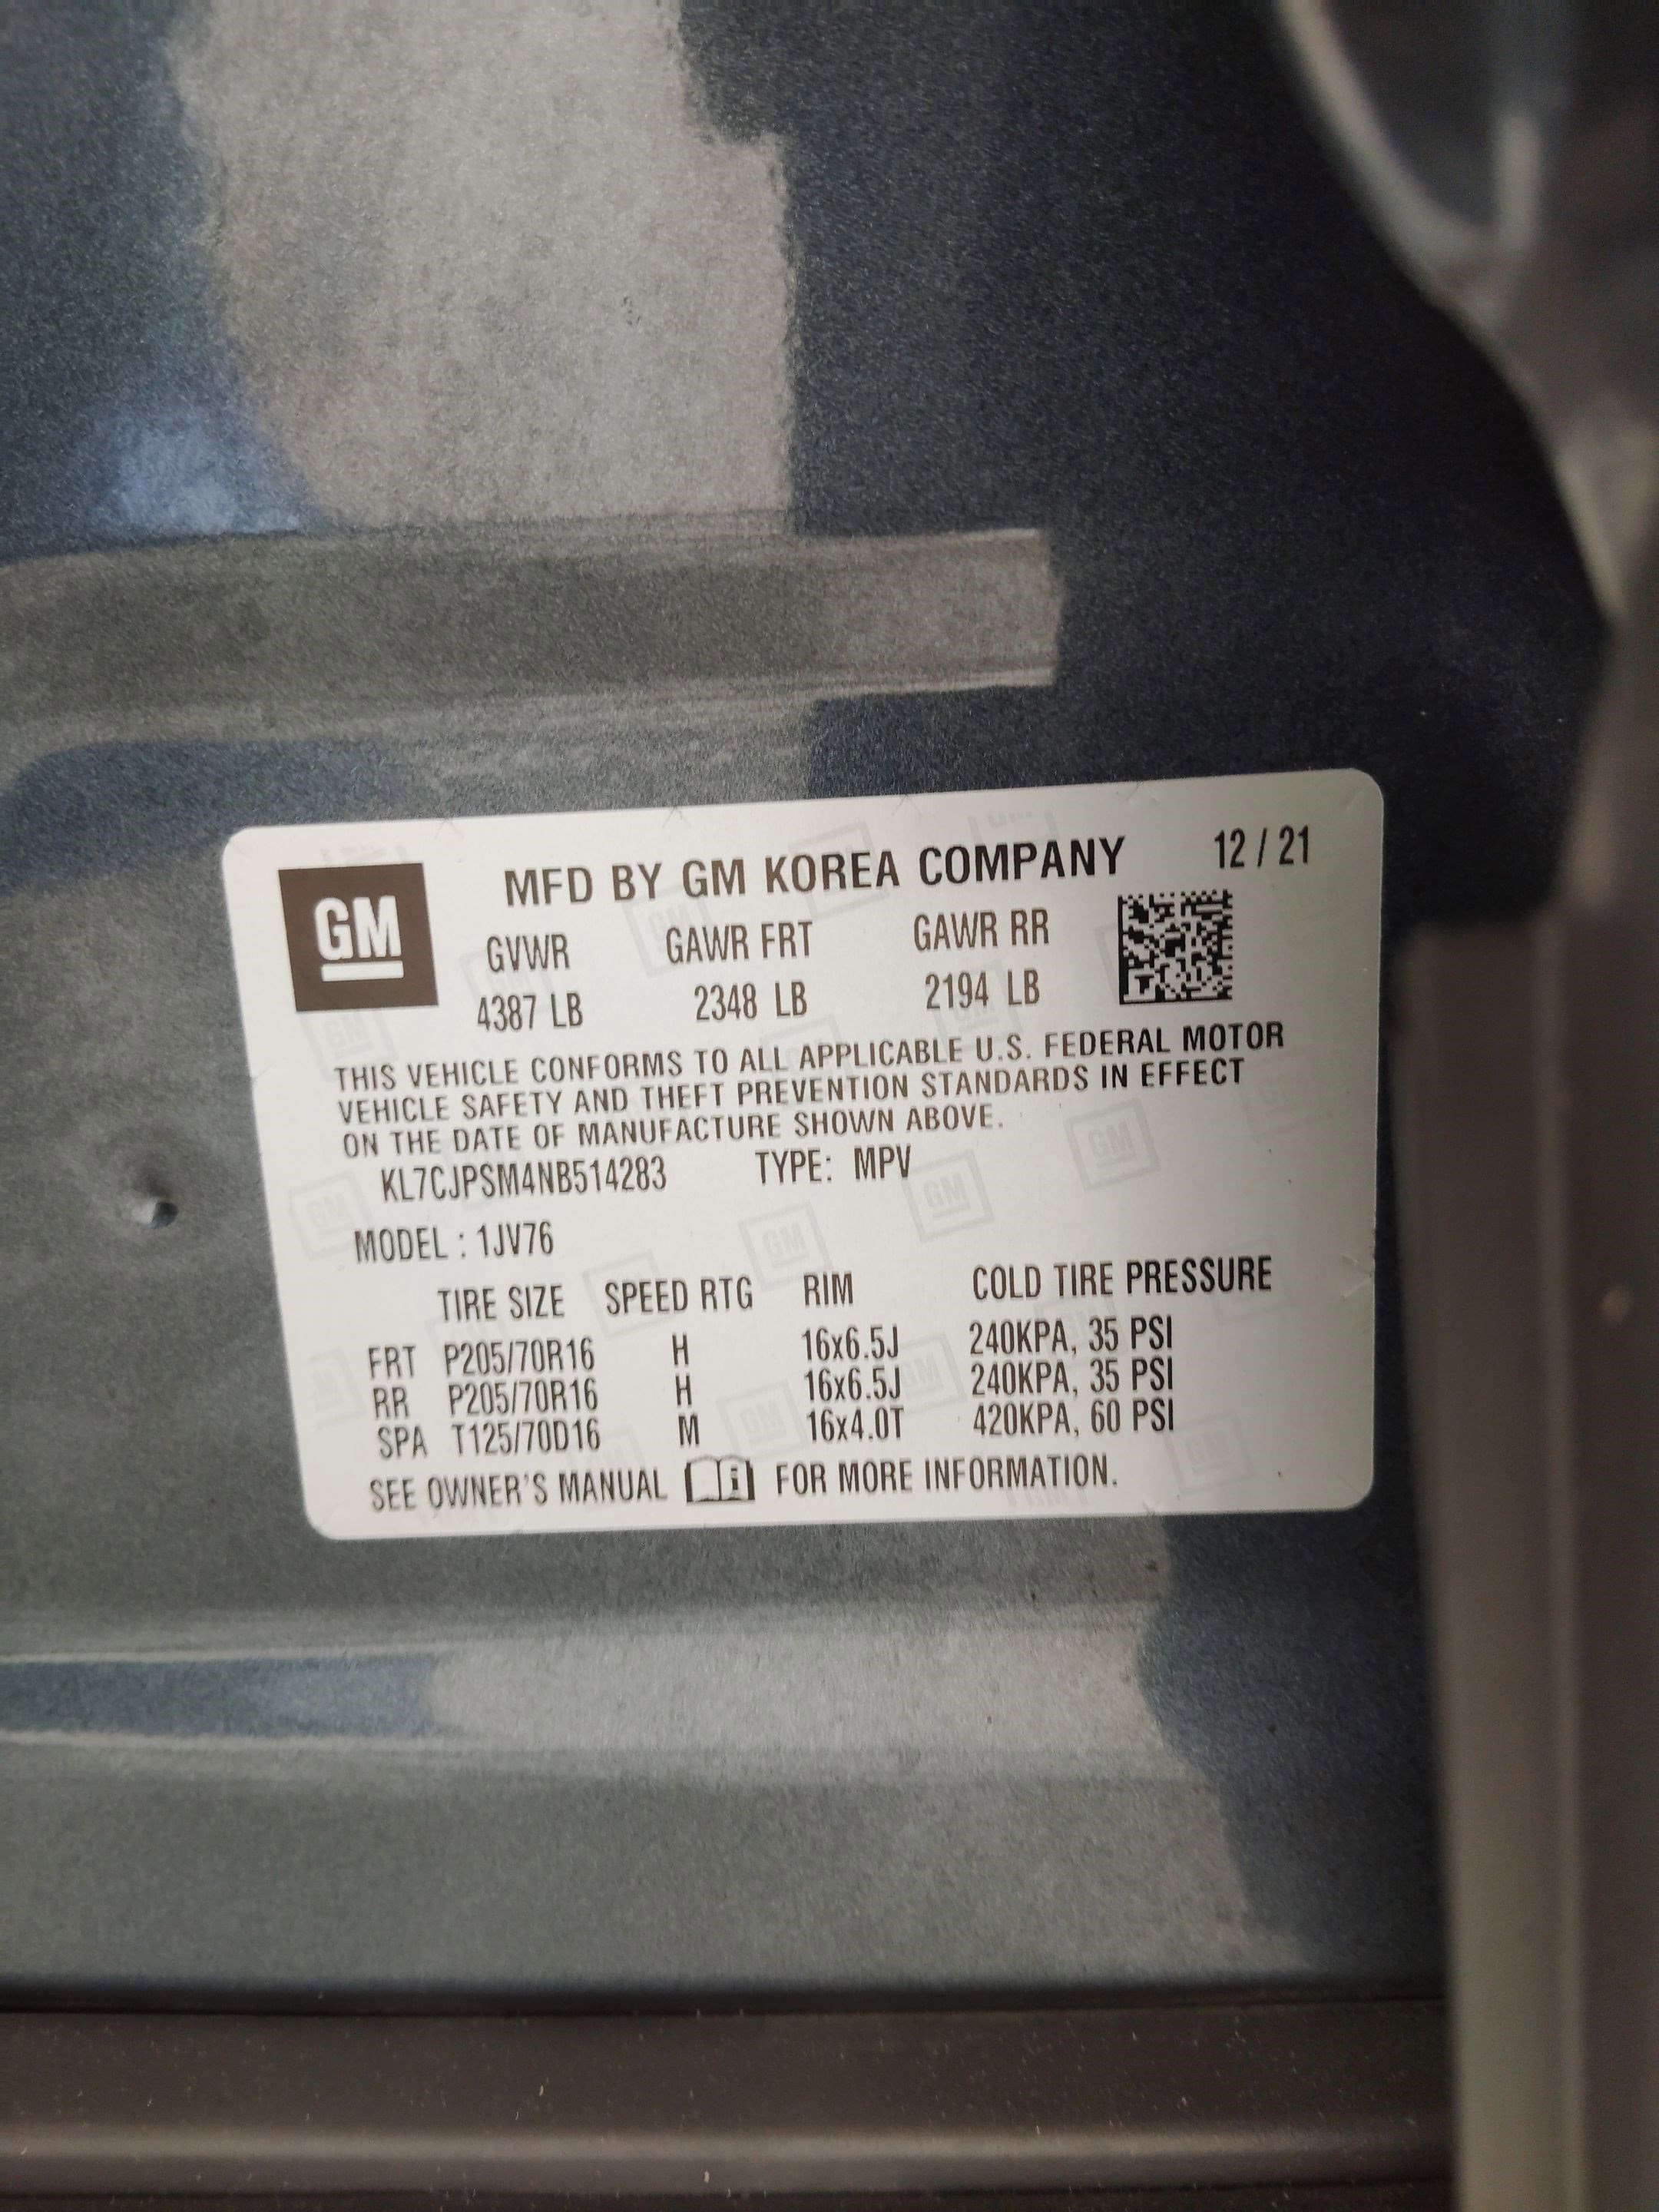 MFD BY GM KOREA COMPANY 12 / 21
GM
GVWR GAWR FRT GAWR RR
4387 LB 2348 LB 2194 LB
THIS VEHICLE CONFORMS TO ALL APPLICABLE U.S. FEDERAL MOTOR
VEHICLE SAFETY AND THEFT PREVENTION STANDARDS IN EFFECT
ON THE DATE OF MANUFACTURE SHOWN ABOVE.
KL7CJPSM4NB514283 TYPE: MPV
MODEL : 1JV76
TIRE SIZE SPEED RTG RIM COLD TIRE PRESSURE
FRT P205/70R16 H 16x6.5J 240KPA, 35 PSI
RR P205/70R16 H 16x6.5J 240KPA, 35 PSI
SPA T125/70D16 M 16x4.0T 420KPA, 60 PSI
SEE OWNER'S MANUAL FOR MORE INFORMATION.